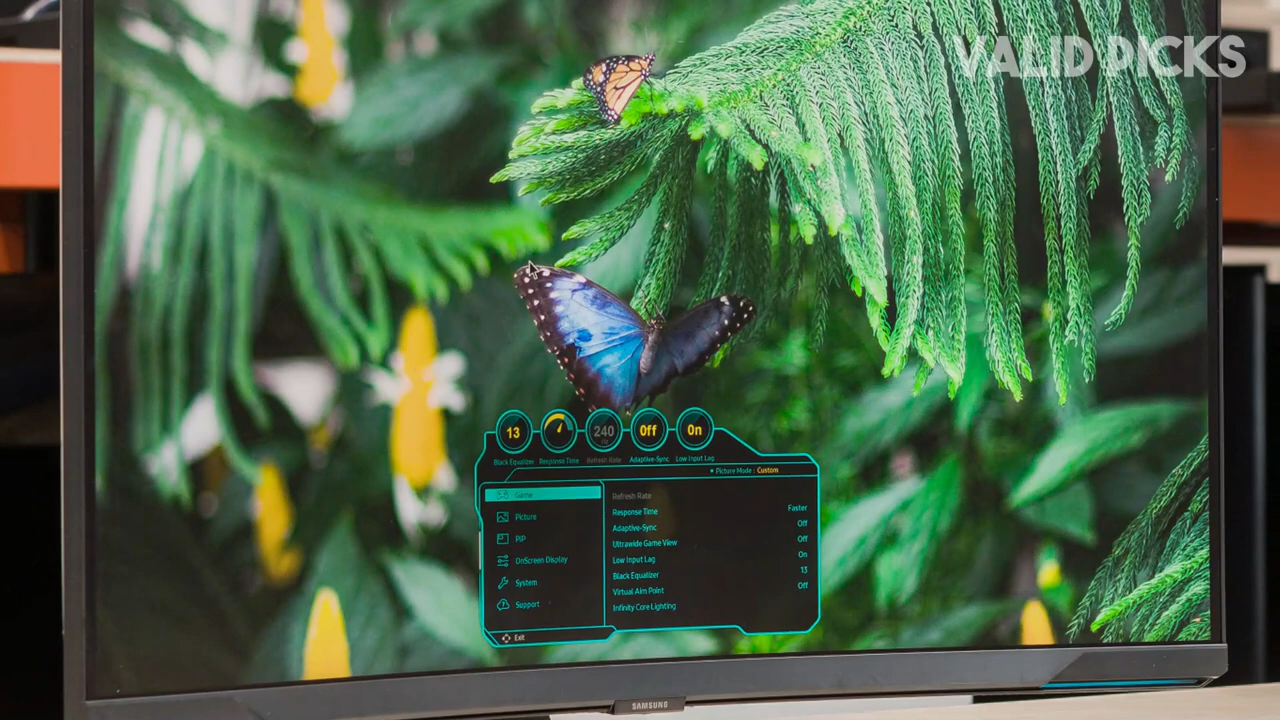 VALID PICKS
13
240
Off
On
Black Equalizer
Response Time
Refresh Rate
Adaptive-Sync
Low Input Lag
Picture Mode : Custom
Game
Picture
PIP
OnScreen Display
System
Support
Refresh Rate
Response Time Faster
Adaptive-Sync Off
Ultrawide Game View Off
Low Input Lag On
Black Equalizer 13
Virtual Aim Point Off
Infinity Core Lighting
Exit
SAMSUNG